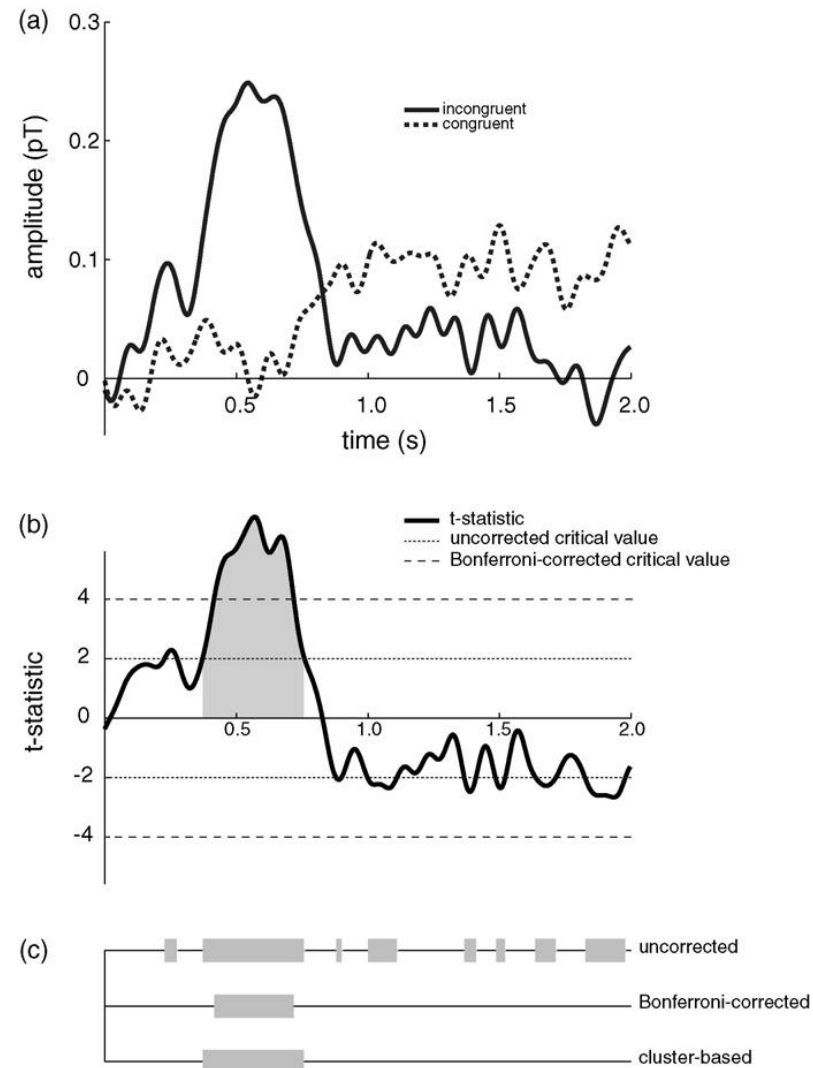 (a)
0.3
0.2
0.1
0
amplitude (pT)
incongruent
congruent
0.5
1.0
1.5
2.0
time (s)
(b)
t-statistic
uncorrected critical value
Bonferroni-corrected critical value
4
2
0
-2
-4
t-statistic
0.5
1.0
1.5
2.0
(c)
uncorrected
Bonferroni-corrected
cluster-based